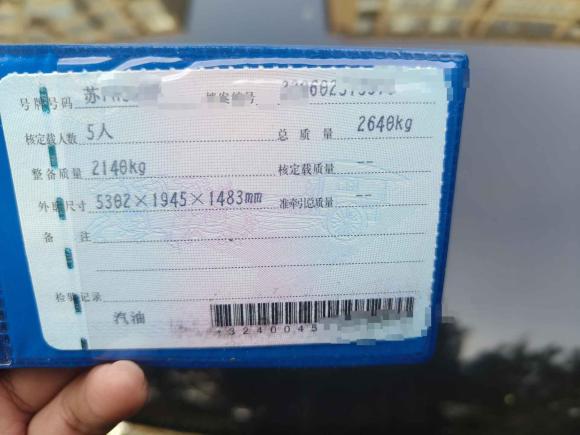 号牌号码 苏 档案编号
核定载人数 5人 总质量 2640kg
整备质量 2140kg 核定载质量 --
外廓尺寸 5302×1945×1483mm 准牵引总质量 --
备注
检验记录
汽油
3240045